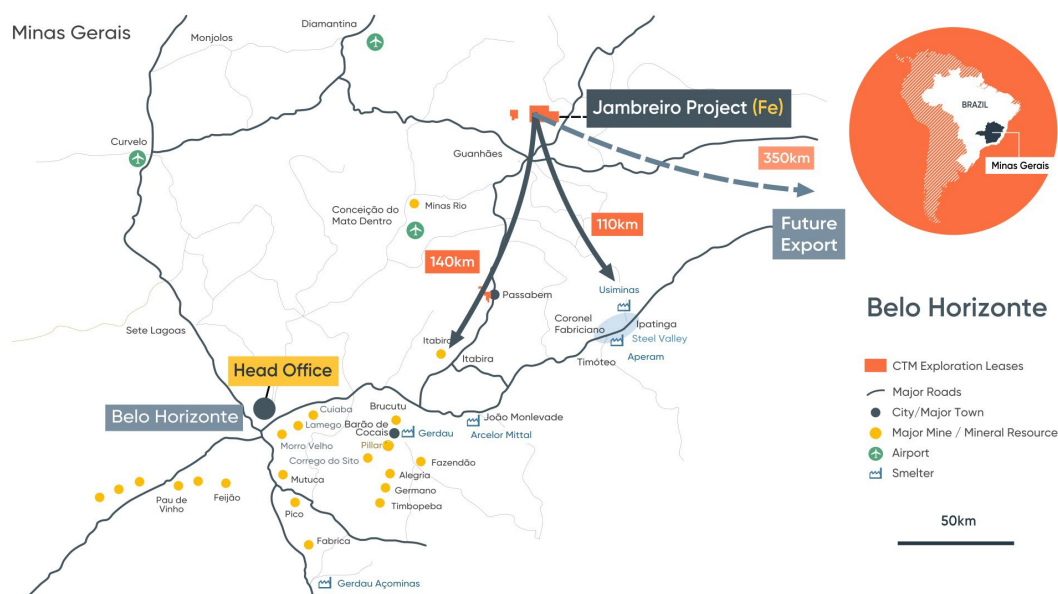 Minas Gerais
Diamantina
Monjolos
Jambreiro Project (Fe)
BRAZIL
Minas Gerais
Curvelo
Guanhães
350km
Conceição do
Mato Dentro
Minas Rio
110km
Future
Export
140km
Usiminas
Passabem
Belo Horizonte
Coronel
Fabriciano
Ipatinga
Steel Valley
Sete Lagoas
Itabira
Itabira
Timóteo
Aperam
CTM Exploration Leases
Head Office
Major Roads
Belo Horizonte
Cuiaba
Brucutu
City/Major Town
Lamego
Barão de
Cocais
Gerdau
João Monlevade
Arcelor Mittal
Major Mine / Mineral Resource
Morro Velho
Pillar
Airport
Corrego do Sito
Fazendão
Smelter
Mutuca
Alegria
Germano
Timbopeba
Pau de
Vinho
Feijão
Pico
50km
Fabrica
Gerdau Açominas